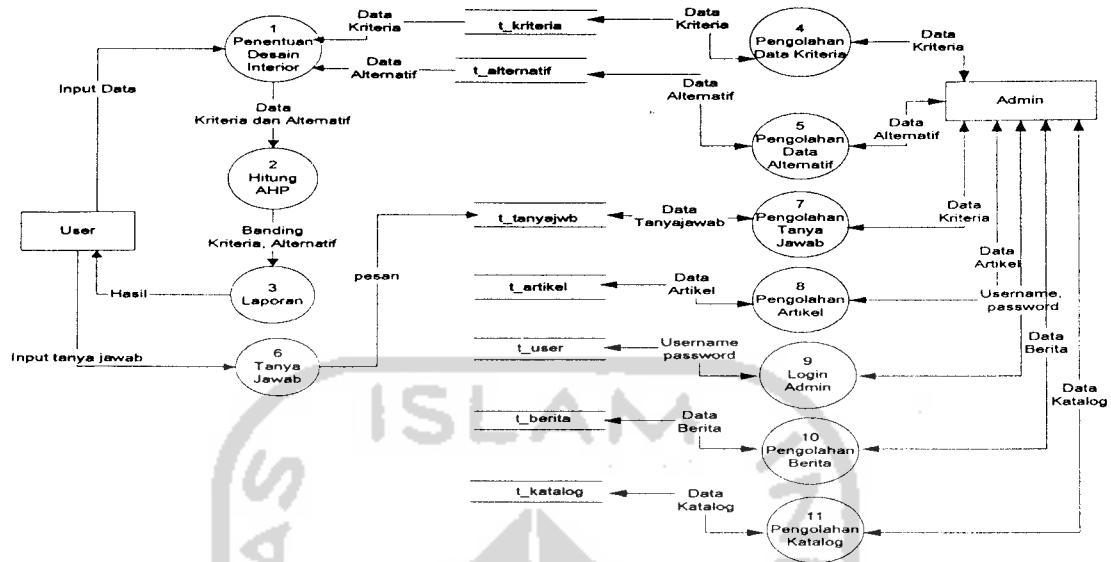 1
Penentuan
Desain
Interior
Data
Kriteria
t_kriteria
Data
Kriteria
4
Pengolahan
Data Kriteria
Data
Kriteria
Data
Alternatif
t_alternatif
Data
Alternatif
5
Pengolahan
Data
Alternatif
Data
Alternatif
Admin
Input Data
Data
Kriteria dan Alternatif
2
Hitung
AHP
Banding
Kriteria, Alternatif
3
Laporan
Hasil
User
Input tanya jawab
6
Tanya
Jawab
pesan
t_tanyajwb
Data
Tanyajawab
7
Pengolahan
Tanya
Jawab
Data
Kriteria
t_artikel
Data
Artikel
8
Pengolahan
Artikel
Data
Artikel
t_user
Username
password
9
Login
Admin
Username,
password
t_berita
Data
Berita
10
Pengolahan
Berita
Data
Berita
t_katalog
Data
Katalog
11
Pengolahan
Katalog
Data
Katalog
ISLAM